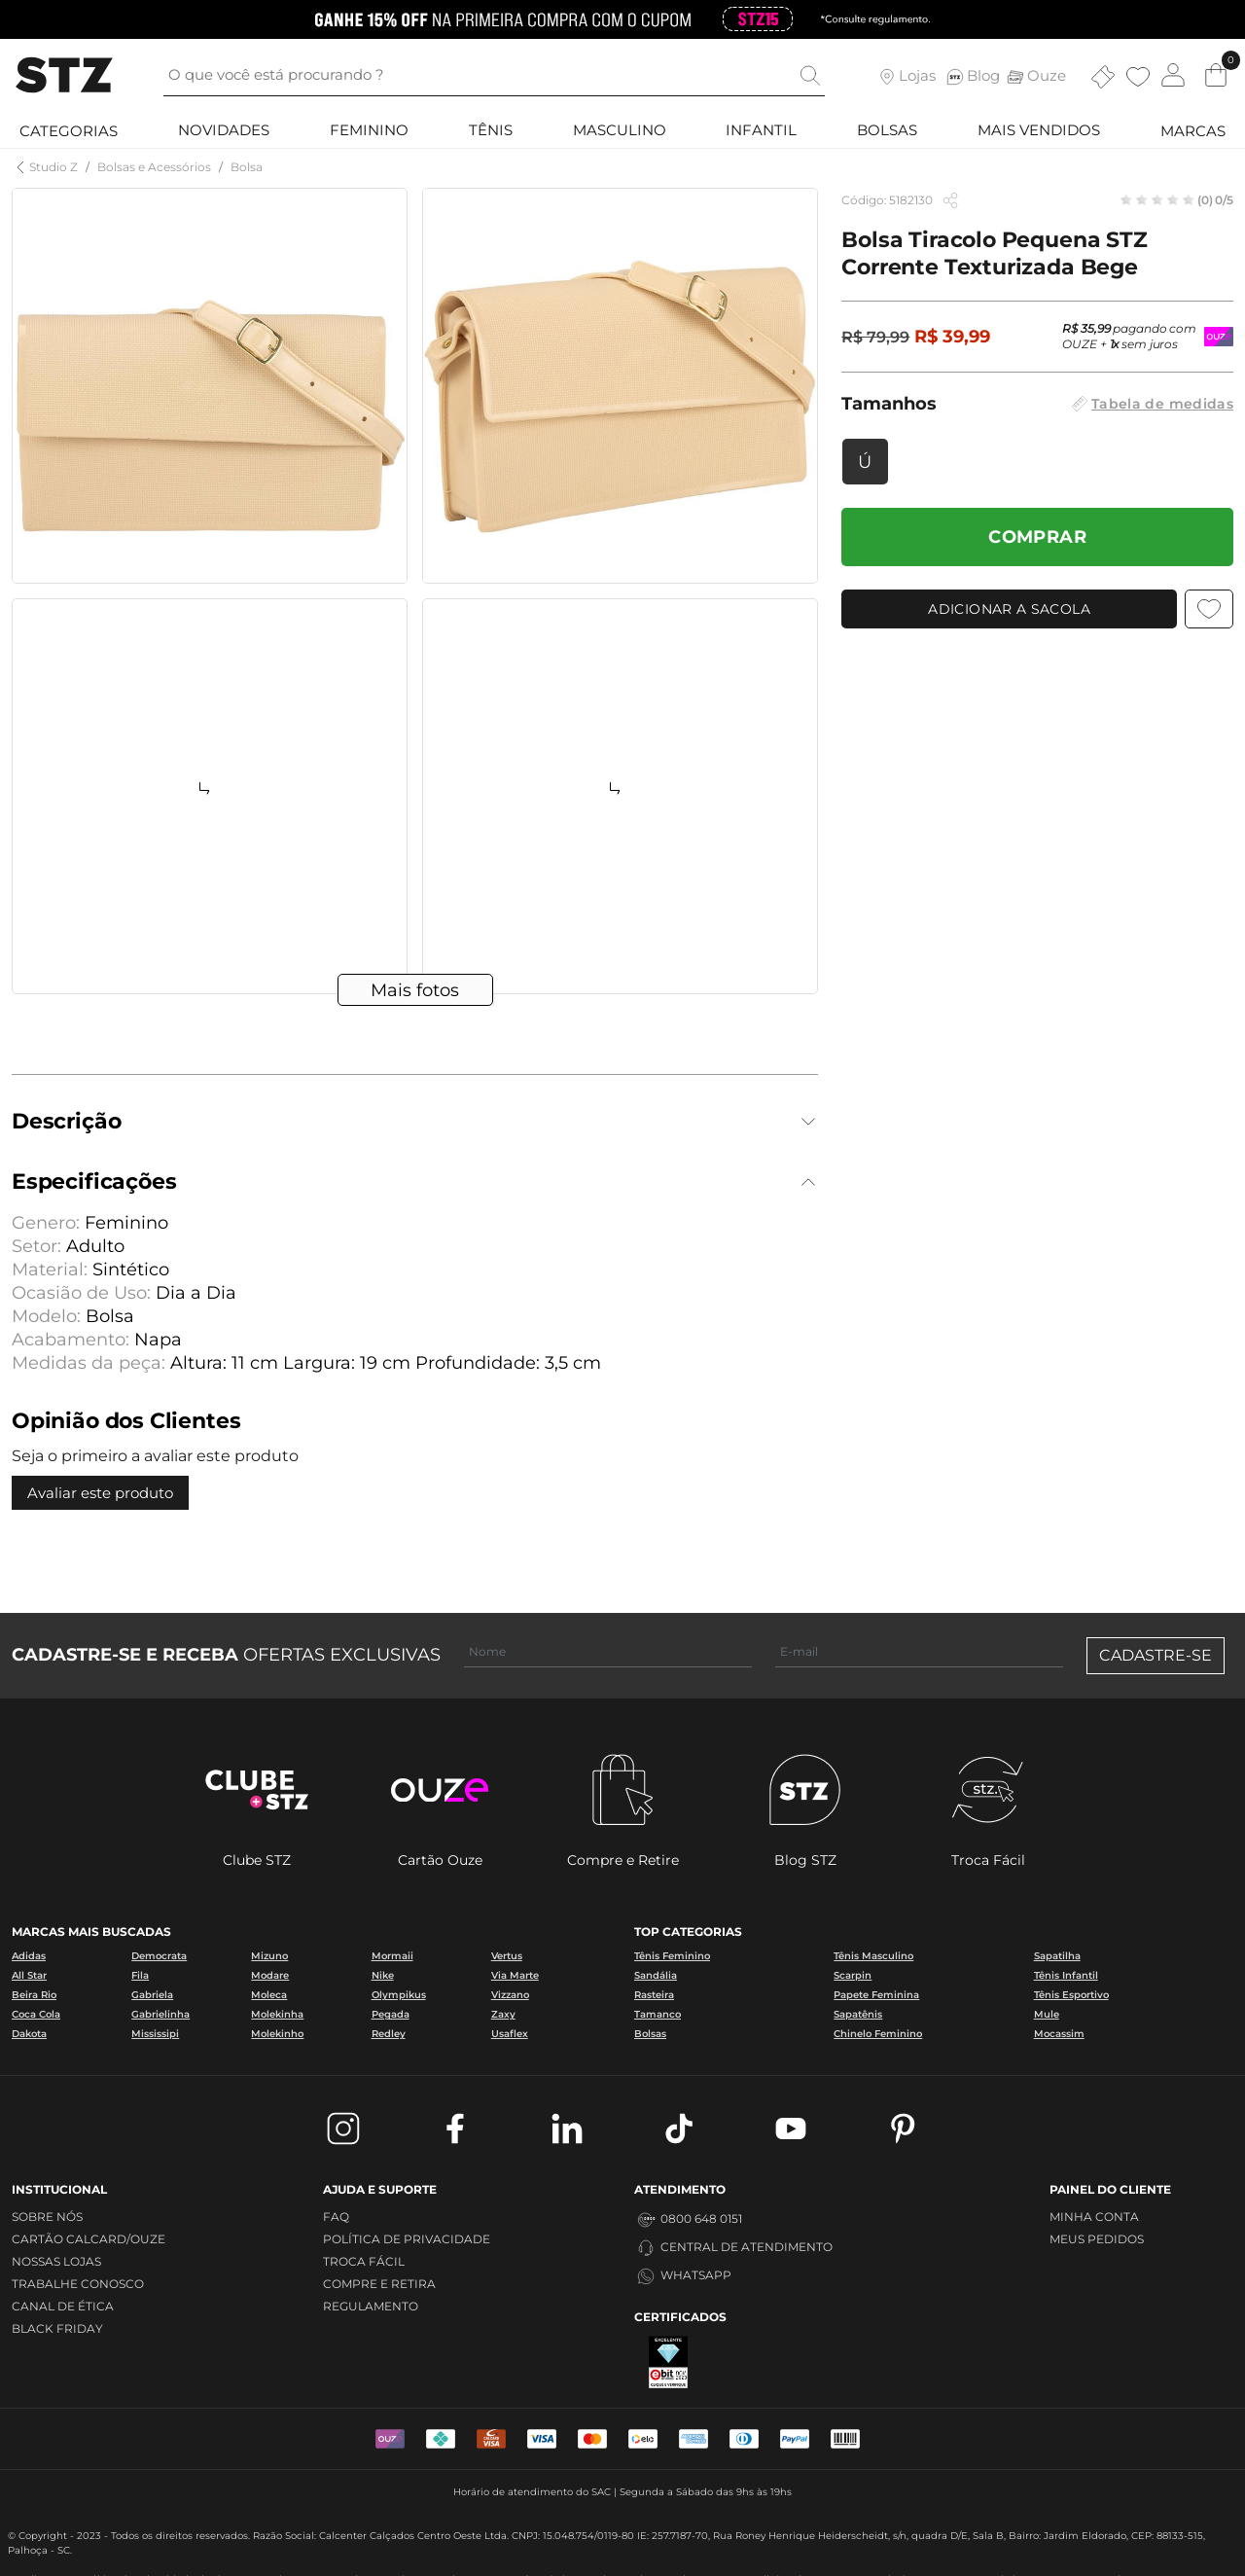 GANHE 15% OFF NA PRIMEIRA COMPRA COM O CUPOM STZ15 *Consulte regulamento.
STZ
O que você está procurando ?
Lojas STZ Blog Ouze 0
CATEGORIAS NOVIDADES FEMININO TÊNIS MASCULINO INFANTIL BOLSAS MAIS VENDIDOS MARCAS
Studio Z / Bolsas e Acessórios / Bolsa
Código: 5182130 (0) 0/5
Bolsa Tiracolo Pequena STZ
Corrente Texturizada Bege
R$ 79,99 R$ 39,99
R$ 35,99 pagando com
OUZE + 1x sem juros
OUZ
Tamanhos
Tabela de medidas
Ú
COMPRAR
ADICIONAR A SACOLA
Mais fotos
Descrição
Especificações
Genero: Feminino
Setor: Adulto
Material: Sintético
Ocasião de Uso: Dia a Dia
Modelo: Bolsa
Acabamento: Napa
Medidas da peça: Altura: 11 cm Largura: 19 cm Profundidade: 3,5 cm
Opinião dos Clientes
Seja o primeiro a avaliar este produto
Avaliar este produto
CADASTRE-SE E RECEBA OFERTAS EXCLUSIVAS
Nome
E-mail
CADASTRE-SE
CLUBE
+ STZ
ouze
STZ
stz.
Clube STZ
Cartão Ouze
Compre e Retire
Blog STZ
Troca Fácil
MARCAS MAIS BUSCADAS
Adidas Democrata Mizuno Mormaii Vertus
All Star Fila Modare Nike Via Marte
Beira Rio Gabriela Moleca Olympikus Vizzano
Coca Cola Gabrielinha Molekinha Pegada Zaxy
Dakota Mississipi Molekinho Redley Usaflex
TOP CATEGORIAS
Tênis Feminino Tênis Masculino Sapatilha
Sandália Scarpin Tênis Infantil
Rasteira Papete Feminina Tênis Esportivo
Tamanco Sapatênis Mule
Bolsas Chinelo Feminino Mocassim
INSTITUCIONAL
SOBRE NÓS
CARTÃO CALCARD/OUZE
NOSSAS LOJAS
TRABALHE CONOSCO
CANAL DE ÉTICA
BLACK FRIDAY
AJUDA E SUPORTE
FAQ
POLÍTICA DE PRIVACIDADE
TROCA FÁCIL
COMPRE E RETIRA
REGULAMENTO
ATENDIMENTO
0800 648 0151
CENTRAL DE ATENDIMENTO
WHATSAPP
CERTIFICADOS
EXCELENTE
ebit
PAINEL DO CLIENTE
MINHA CONTA
MEUS PEDIDOS
OUZ VISA VISA elo PayPal
Horário de atendimento do SAC | Segunda a Sábado das 9hs às 19hs
© Copyright - 2023 - Todos os direitos reservados. Razão Social: Calcenter Calçados Centro Oeste Ltda. CNPJ: 15.048.754/0119-80 IE: 257.7187-70, Rua Roney Henrique Heiderscheidt, s/n, quadra D/E, Sala B, Bairro: Jardim Eldorado, CEP: 88133-515,
Palhoça - SC.